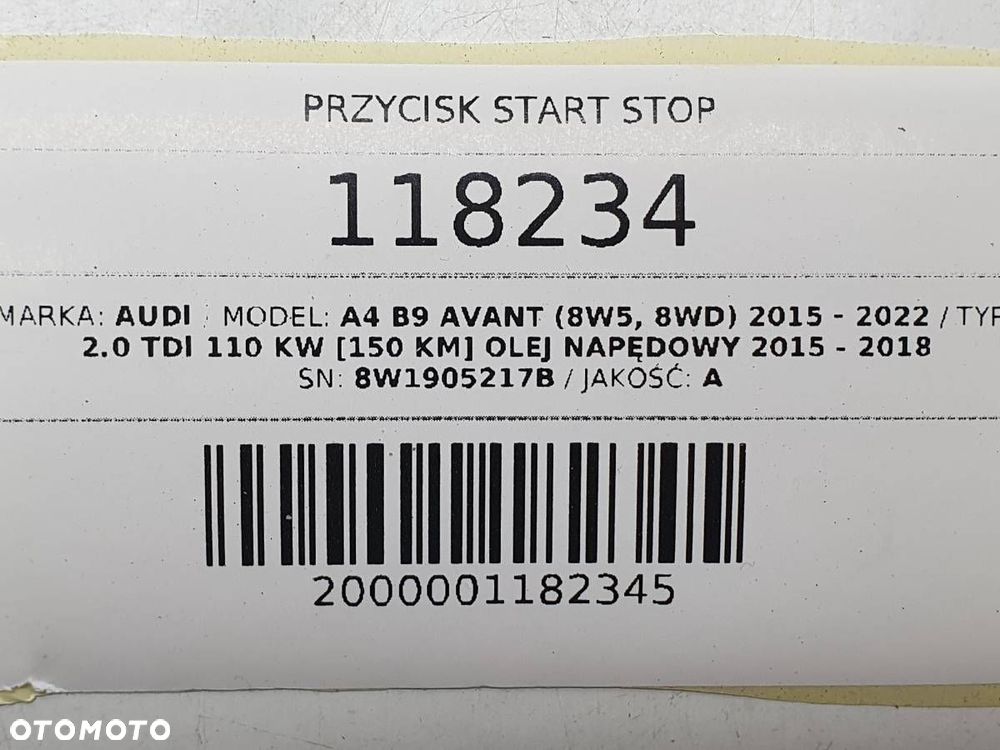 PRZYCISK START STOP
118234
MARKA: AUDI / MODEL: A4 B9 AVANT (8W5, 8WD) 2015 - 2022 / TYP
2.0 TDI 110 KW [150 KM] OLEJ NAPĘDOWY 2015 - 2018
SN: 8W1905217B / JAKOŚĆ: A
2000001182345
OTOMOTO